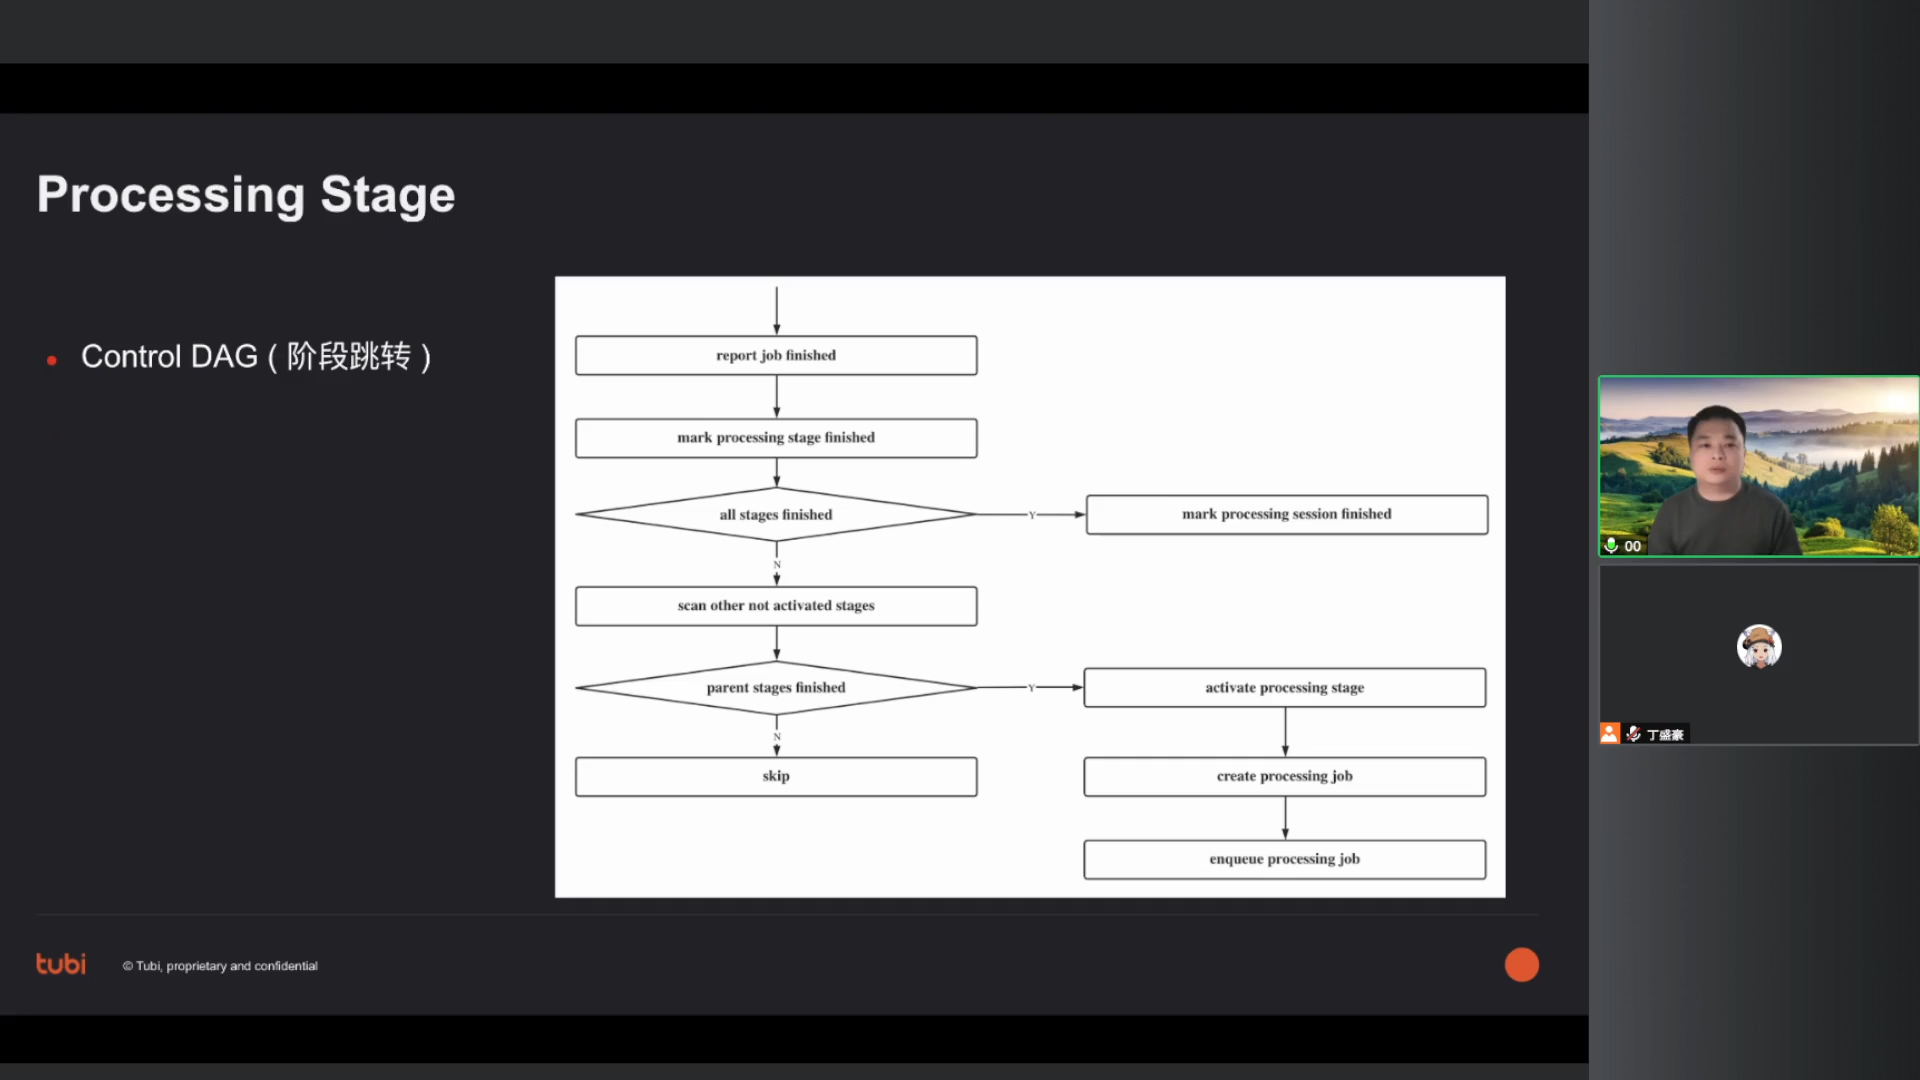 Processing Stage
Control DAG ( 阶段跳转 )
report job finished
mark processing stage finished
all stages finished
Y
mark processing session finished
N
scan other not activated stages
parent stages finished
Y
activate processing stage
N
skip
create processing job
enqueue processing job
tubi
© Tubi, proprietary and confidential
00
丁盛豪